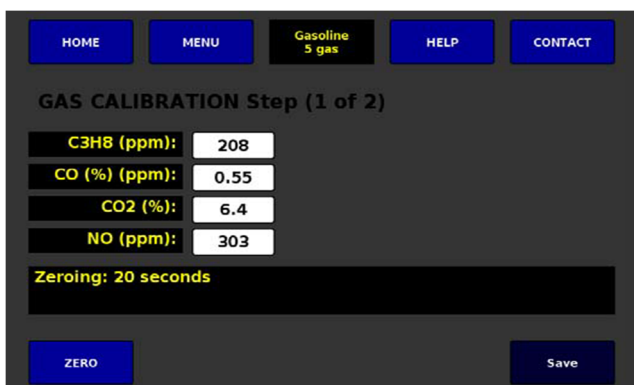 HOME
MENU
Gasoline
5 gas
HELP
CONTACT
GAS CALIBRATION Step (1 of 2)
C3H8 (ppm): 208
CO (%) (ppm): 0.55
CO2 (%): 6.4
NO (ppm): 303
Zeroing: 20 seconds
ZERO
Save